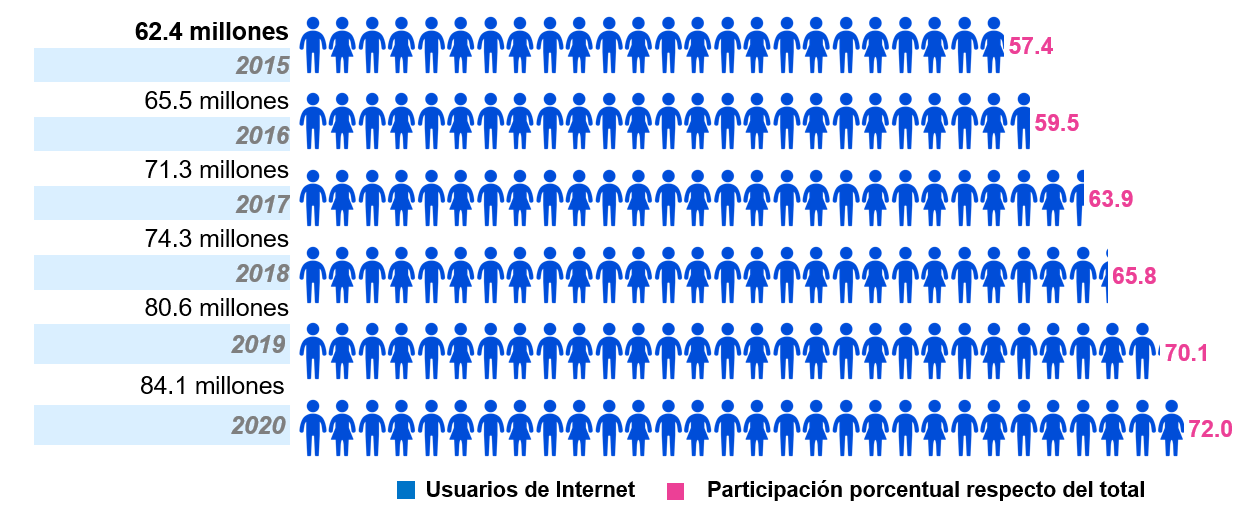 62.4 millones
57.4
2015
65.5 millones
59.5
2016
71.3 millones
63.9
2017
74.3 millones
65.8
2018
80.6 millones
70.1
2019
84.1 millones
72.0
2020
Usuarios de Internet
Participación porcentual respecto del total